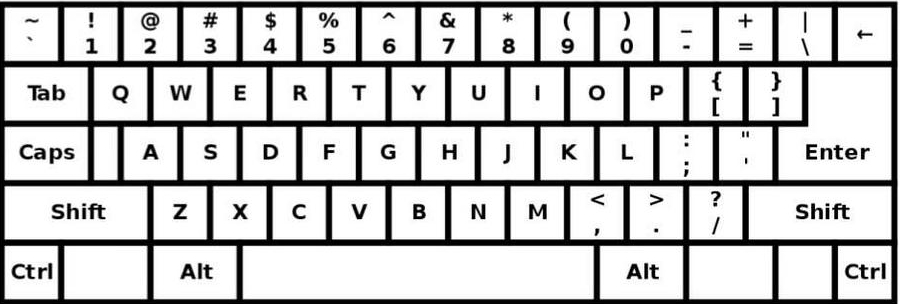 ~ ! @ # $ % ^ & * ( ) _ + |
` 1 2 3 4 5 6 7 8 9 0 - = \ ←
Tab Q W E R T Y U I O P { [ } ]
Caps A S D F G H J K L : ; " ' Enter
Shift Z X C V B N M < , > . ? / Shift
Ctrl Alt Alt Ctrl